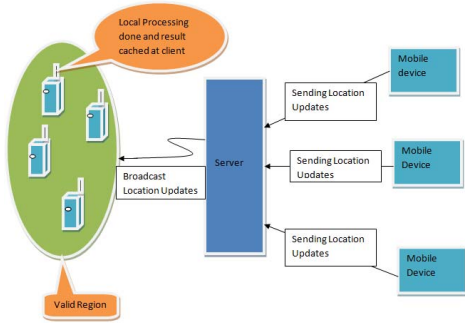 Local Processing
done and result
cached at client
Mobile
device
Sending Location
Updates
Server
Sending Location
Updates
Mobile
Device
Broadcast
Location Updates
Sending Location
Updates
Mobile
Device
Valid Region